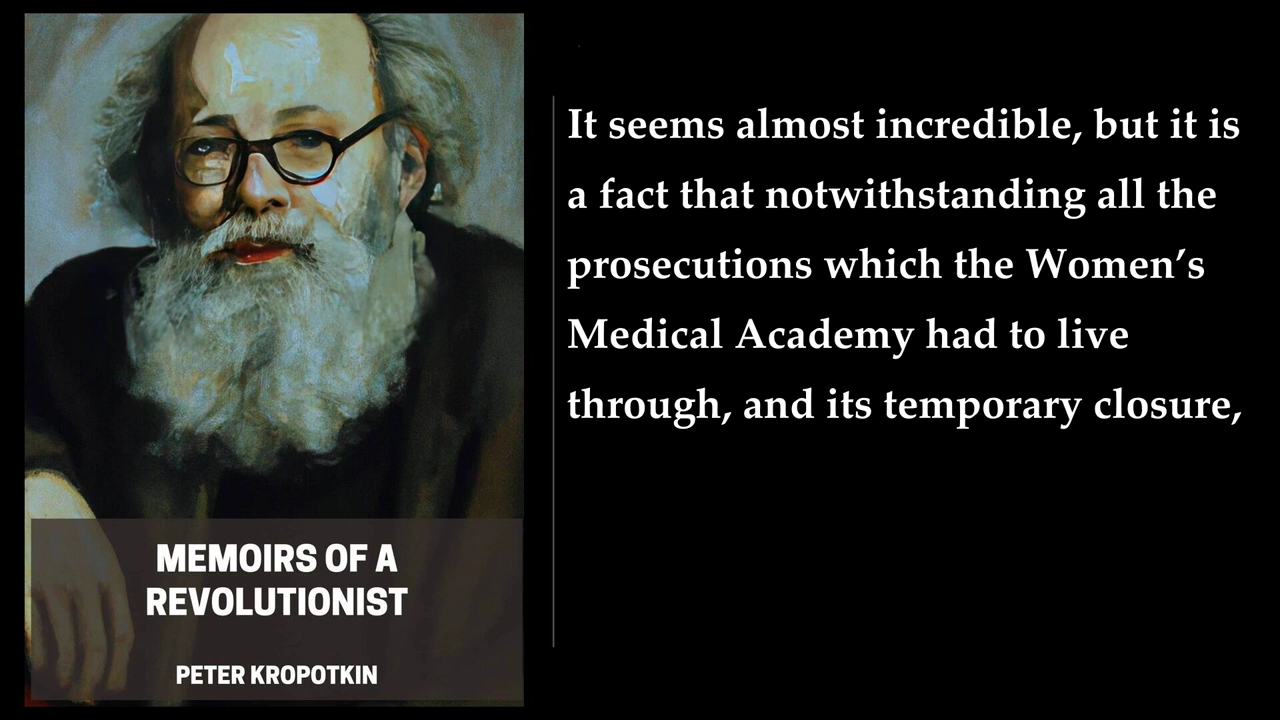 MEMOIRS OF A
REVOLUTIONIST
PETER KROPOTKIN
It seems almost incredible, but it is
a fact that notwithstanding all the
prosecutions which the Women’s
Medical Academy had to live
through, and its temporary closure,